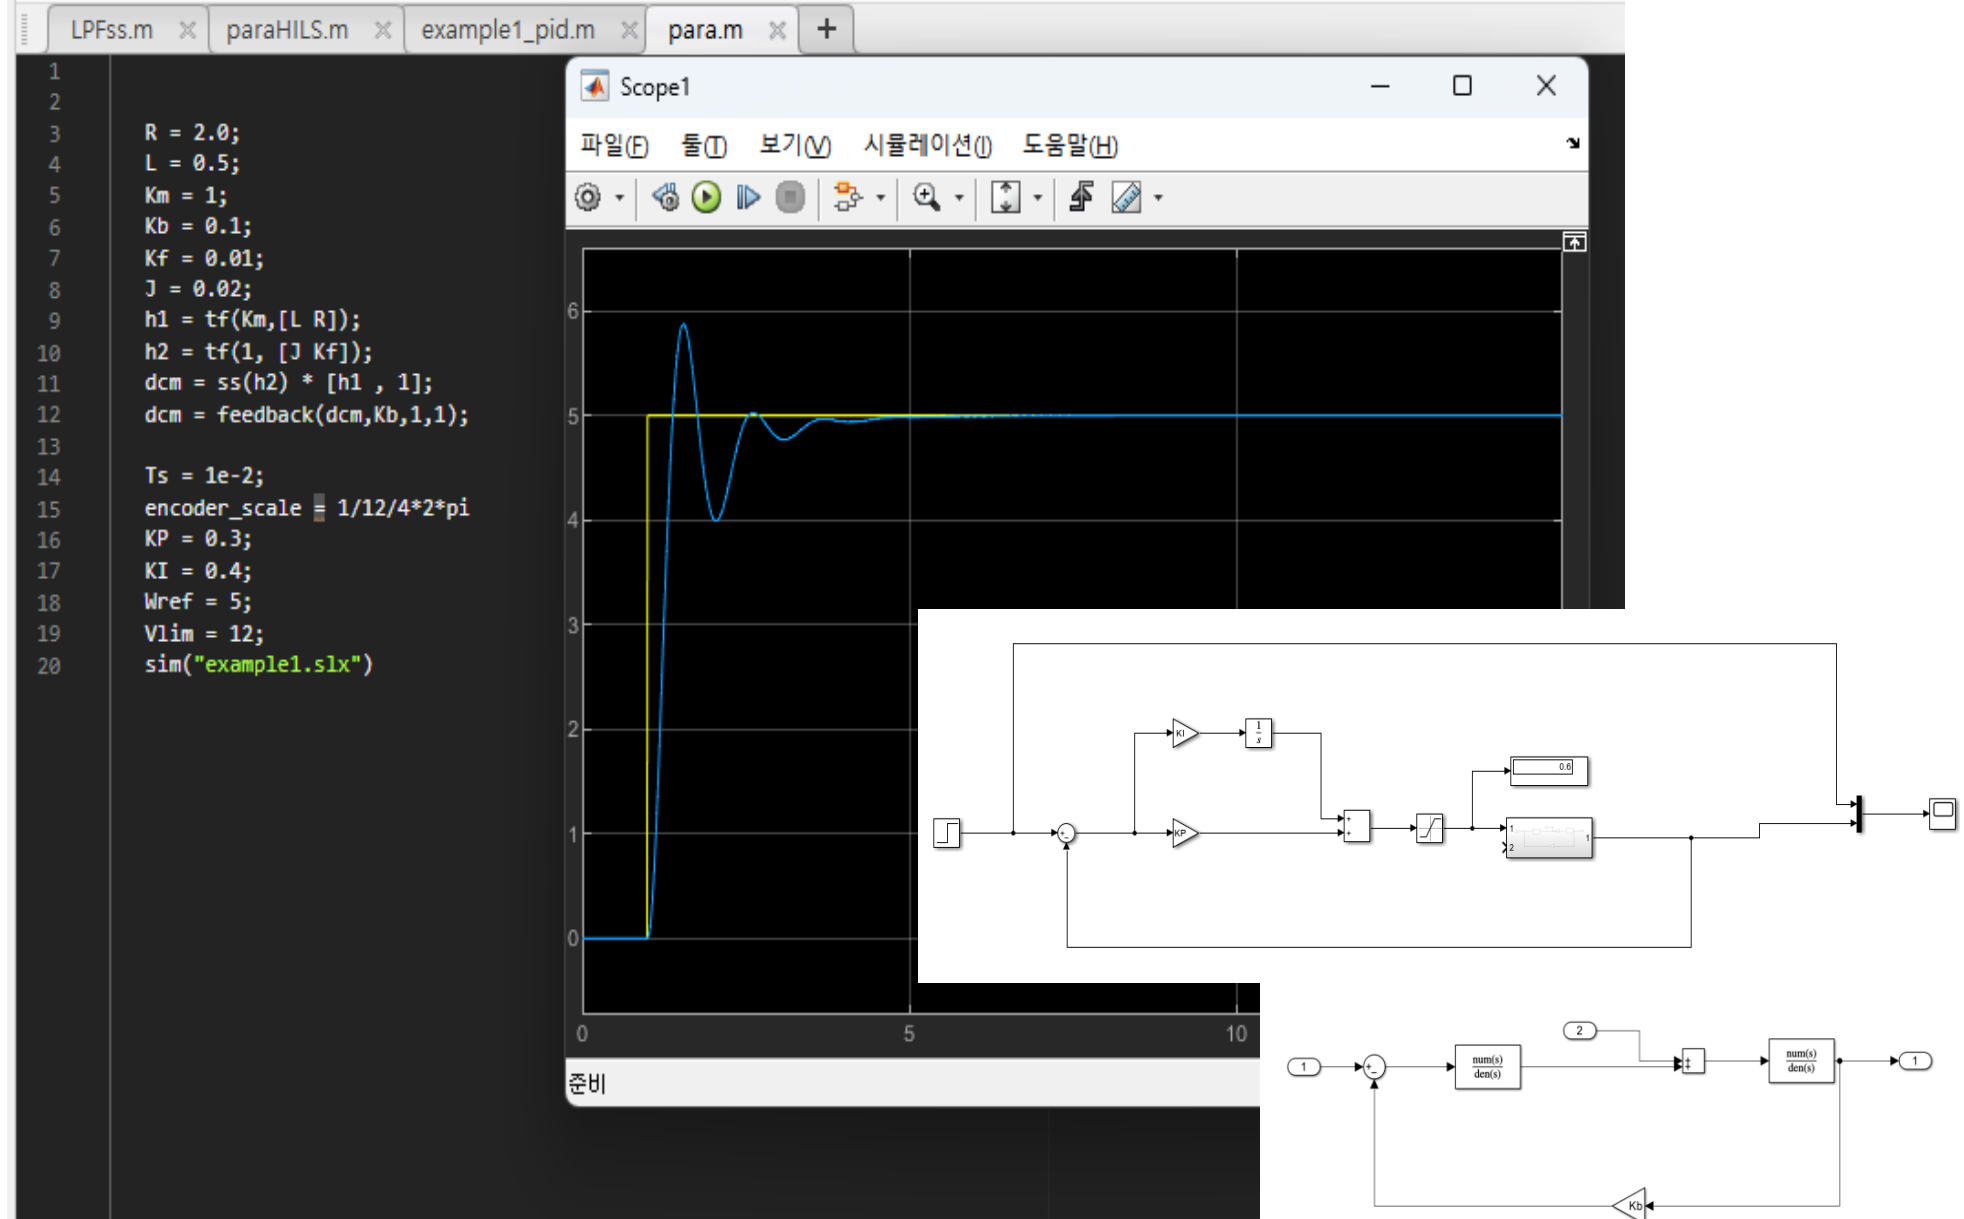 LPFss.m paraHILS.m example1_pid.m para.m
1
2
3 R = 2.0;
4 L = 0.5;
5 Km = 1;
6 Kb = 0.1;
7 Kf = 0.01;
8 J = 0.02;
9 h1 = tf(Km,[L R]);
10 h2 = tf(1, [J Kf]);
11 dcm = ss(h2) * [h1 , 1];
12 dcm = feedback(dcm,Kb,1,1);
13
14 Ts = 1e-2;
15 encoder_scale = 1/12/4*2*pi
16 KP = 0.3;
17 KI = 0.4;
18 Wref = 5;
19 Vlim = 12;
20 sim("example1.slx")
Scope1
파일(F) 툴(T) 보기(V) 시뮬레이션(I) 도움말(H)
6
5
4
3
2
1
0
0 5 10
준비
KI
1
s
0.6
KP
+
+
1
2
1
+
-
2
1
+
-
num(s)
den(s)
+
+
num(s)
den(s)
1
Kb